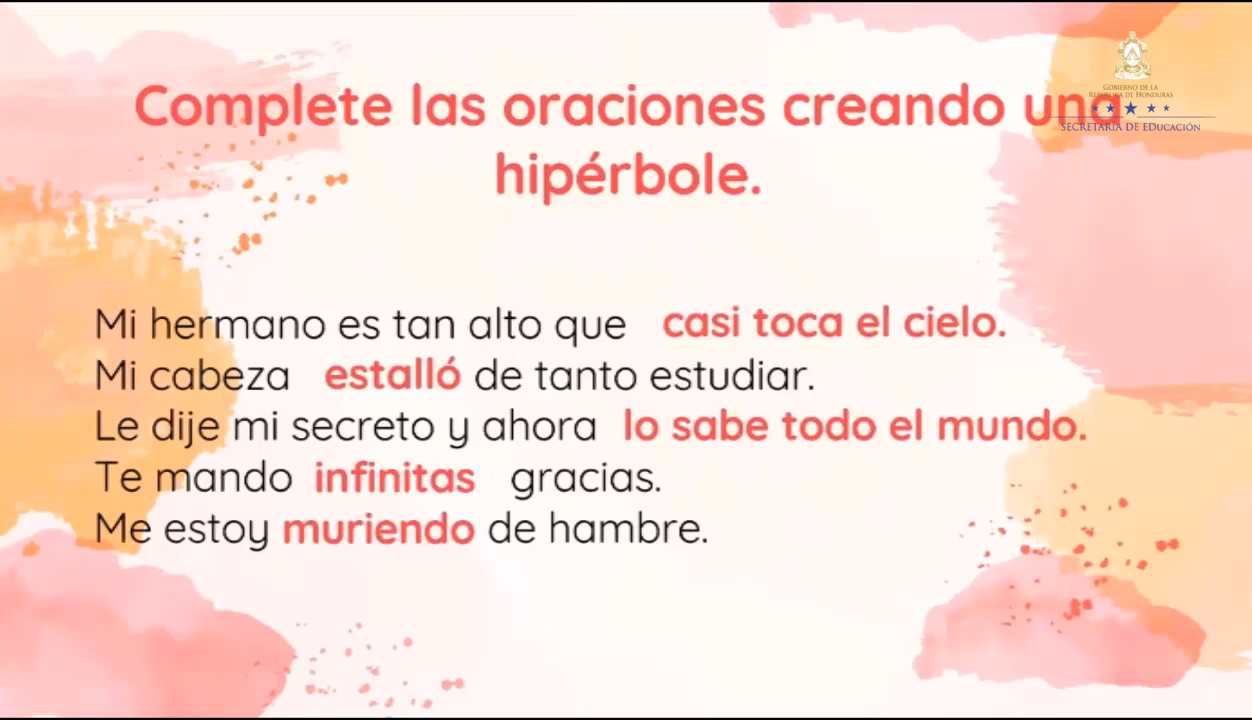 Complete las oraciones creando una
hipérbole.
GOBIERNO DE LA
REPÚBLICA DE HONDURAS
SECRETARÍA DE EDUCACIÓN
Mi hermano es tan alto que casi toca el cielo.
Mi cabeza estalló de tanto estudiar.
Le dije mi secreto y ahora lo sabe todo el mundo.
Te mando infinitas gracias.
Me estoy muriendo de hambre.